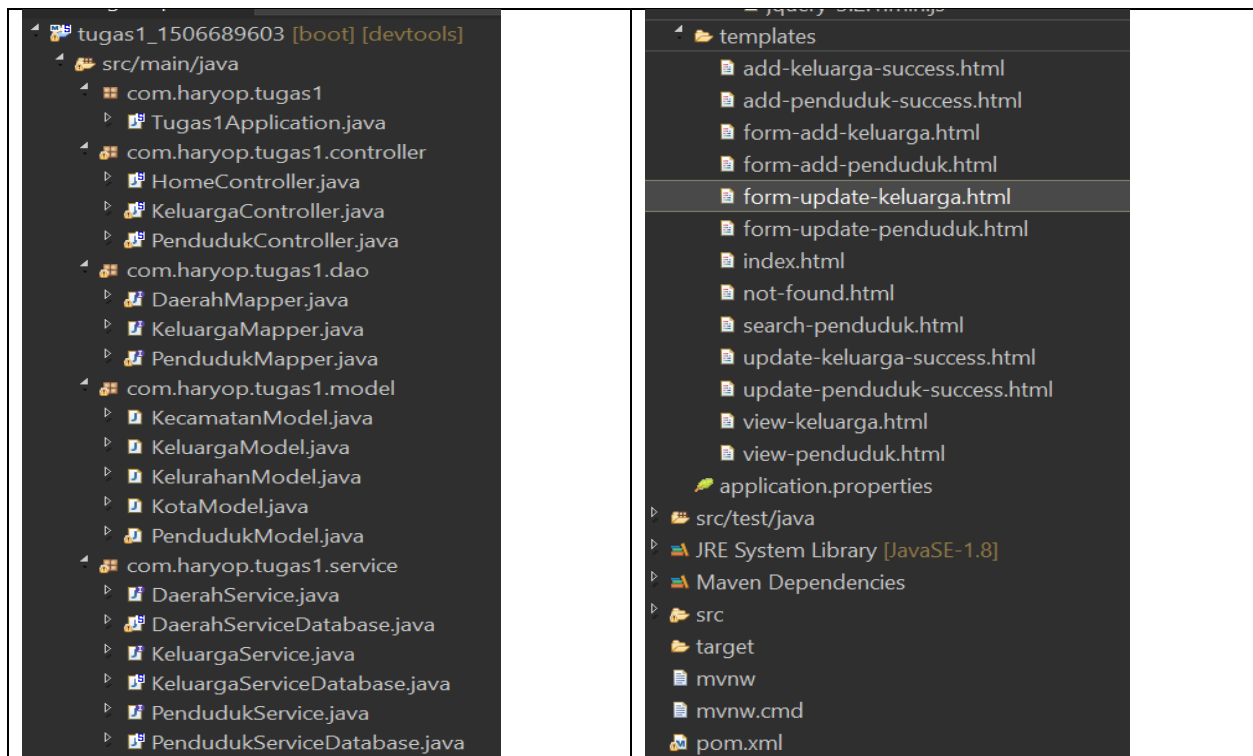 tugas1_1506689603 [boot] [devtools]
src/main/java
com.haryop.tugas1
Tugas1Application.java
com.haryop.tugas1.controller
HomeController.java
KeluargaController.java
PendudukController.java
com.haryop.tugas1.dao
DaerahMapper.java
KeluargaMapper.java
PendudukMapper.java
com.haryop.tugas1.model
KecamatanModel.java
KeluargaModel.java
KelurahanModel.java
KotaModel.java
PendudukModel.java
com.haryop.tugas1.service
DaerahService.java
DaerahServiceDatabase.java
KeluargaService.java
KeluargaServiceDatabase.java
PendudukService.java
PendudukServiceDatabase.java
templates
add-keluarga-success.html
add-penduduk-success.html
form-add-keluarga.html
form-add-penduduk.html
form-update-keluarga.html
form-update-penduduk.html
index.html
not-found.html
search-penduduk.html
update-keluarga-success.html
update-penduduk-success.html
view-keluarga.html
view-penduduk.html
application.properties
src/test/java
JRE System Library [JavaSE-1.8]
Maven Dependencies
src
target
mvnw
mvnw.cmd
pom.xml